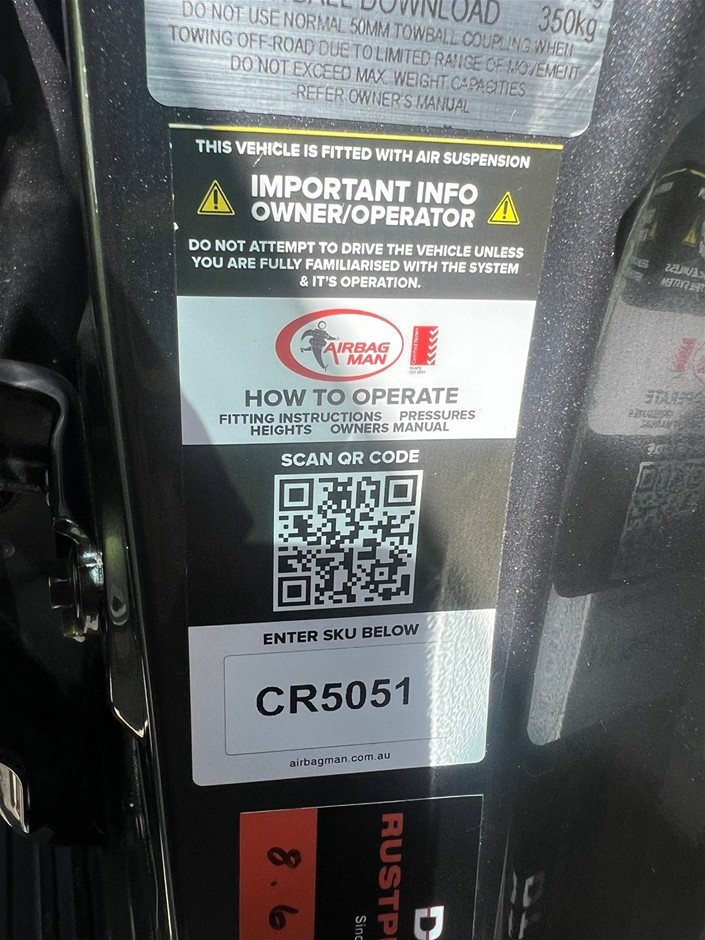 DOWNLOAD
350kg
DO NOT USE NORMAL 50MM TOWBALL COUPLING WHEN
TOWING OFF-ROAD DUE TO LIMITED RANGE OF MOVEMENT
DO NOT EXCEED MAX. WEIGHT CAPACITIES
-REFER OWNER'S MANUAL
THIS VEHICLE IS FITTED WITH AIR SUSPENSION
IMPORTANT INFO
OWNER/OPERATOR
DO NOT ATTEMPT TO DRIVE THE VEHICLE UNLESS
YOU ARE FULLY FAMILIARISED WITH THE SYSTEM
& IT'S OPERATION.
AIRBAG
MAN
HOW TO OPERATE
FITTING INSTRUCTIONS PRESSURES
HEIGHTS OWNERS MANUAL
SCAN QR CODE
ENTER SKU BELOW
CR5051
airbagman.com.au
RUSTP
8.6